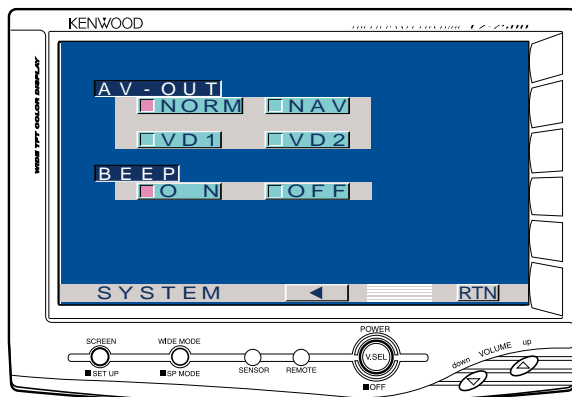 KENWOOD
WIDE TFT COLOR DISPLAY
AV-OUT
NORM NAV
VD1 VD2
BEEP
ON OFF
SYSTEM ◀ RTN
SCREEN WIDE MODE POWER
V.SEL
down VOLUME up
■SET UP ■SP MODE SENSOR REMOTE ■OFF